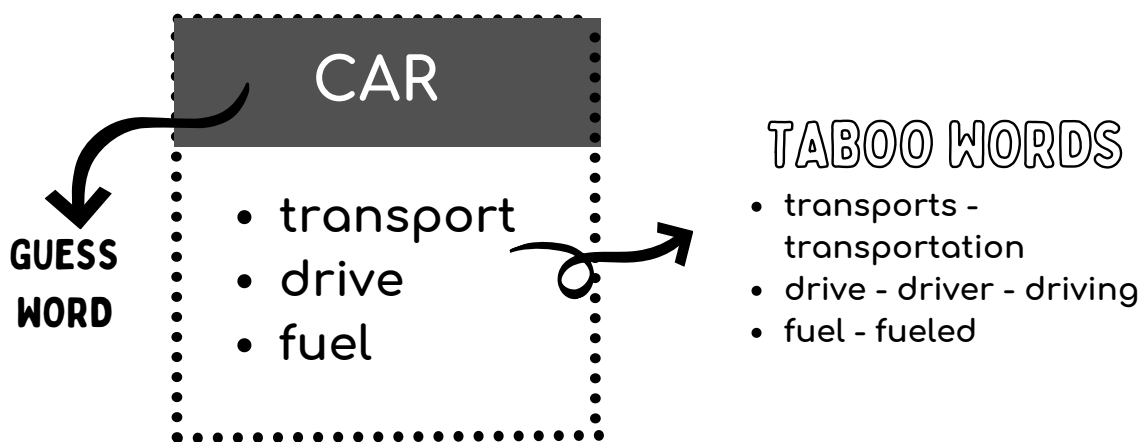 CAR
• transport
• drive
• fuel
GUESS
WORD
TABOO WORDS
• transports -
transportation
• drive - driver - driving
• fuel - fueled